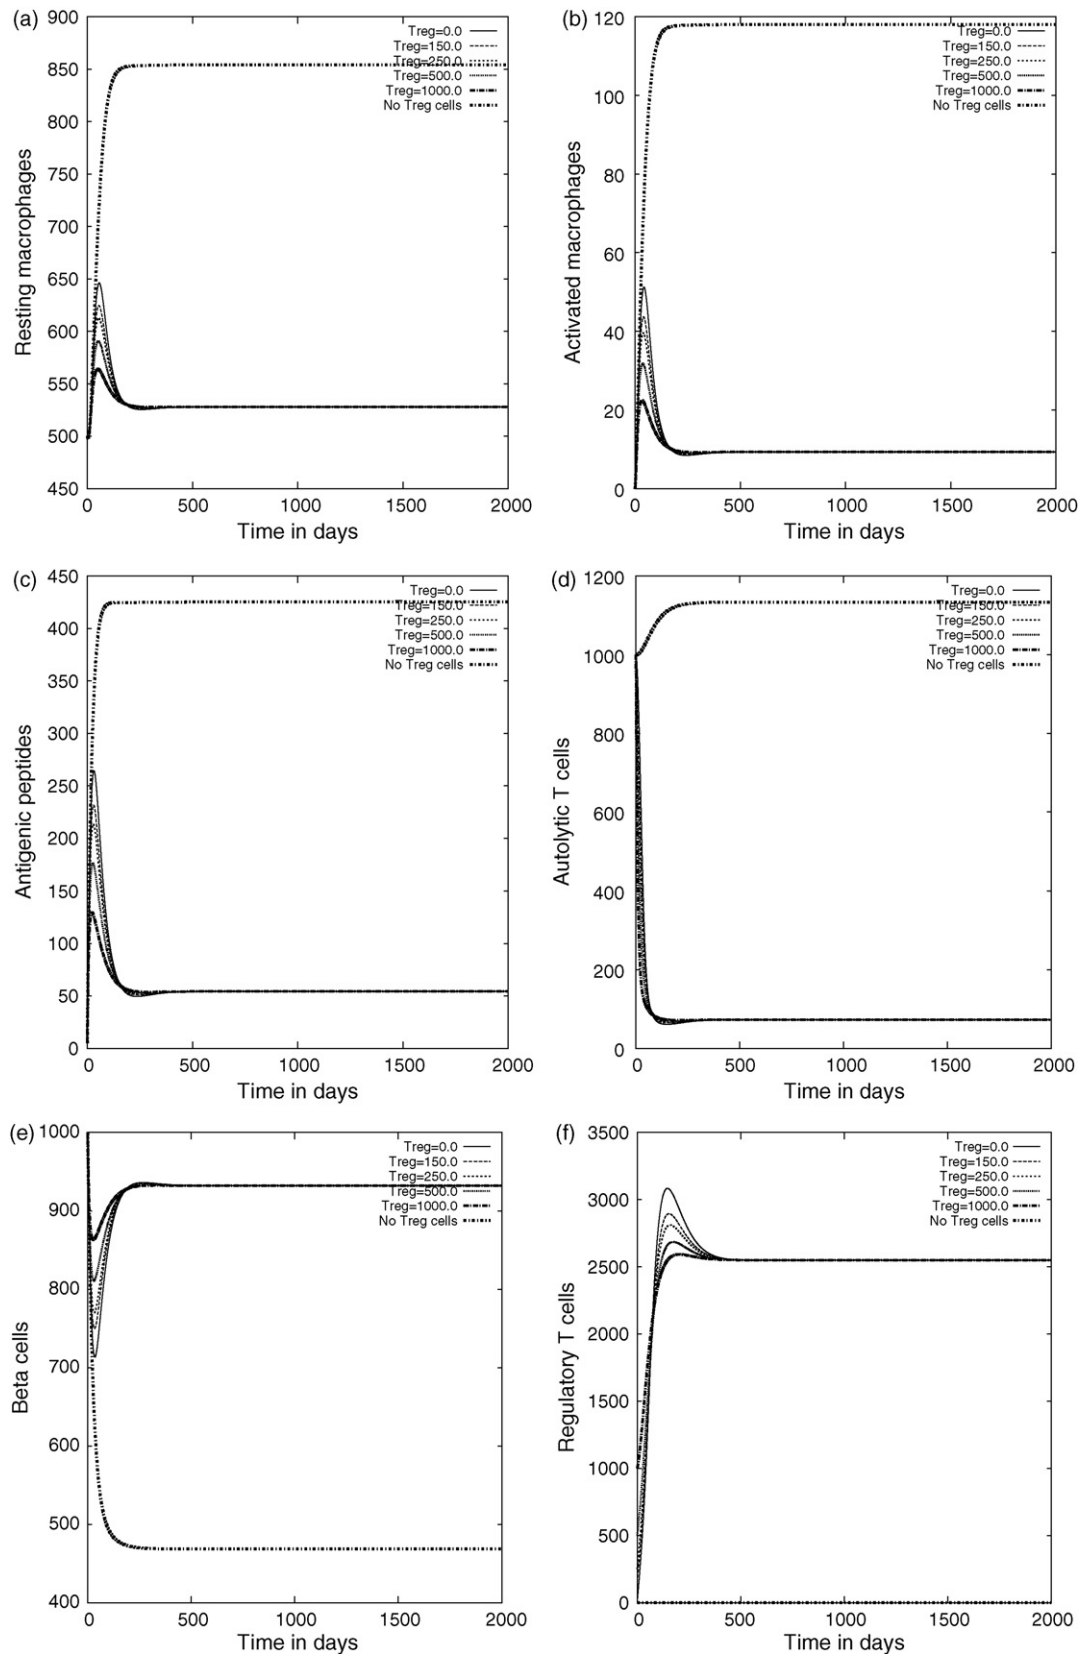 (a)
900
850
800
750
700
650
600
550
500
450
Resting macrophages
Treg=0.0
Treg=150.0
Treg=250.0
Treg=500.0
Treg=1000.0
No Treg cells
0 500 1000 1500 2000
Time in days
(b)
120
100
80
60
40
20
0
Activated macrophages
Treg=0.0
Treg=150.0
Treg=250.0
Treg=500.0
Treg=1000.0
No Treg cells
0 500 1000 1500 2000
Time in days
(c)
450
400
350
300
250
200
150
100
50
0
Antigenic peptides
Treg=0.0
Treg=150.0
Treg=250.0
Treg=500.0
Treg=1000.0
No Treg cells
0 500 1000 1500 2000
Time in days
(d)
1200
1000
800
600
400
200
0
Autolytic T cells
Treg=0.0
Treg=150.0
Treg=250.0
Treg=500.0
Treg=1000.0
No Treg cells
0 500 1000 1500 2000
Time in days
(e)
1000
900
800
700
600
500
400
Beta cells
Treg=0.0
Treg=150.0
Treg=250.0
Treg=500.0
Treg=1000.0
No Treg cells
0 500 1000 1500 2000
Time in days
(f)
3500
3000
2500
2000
1500
1000
500
0
Regulatory T cells
Treg=0.0
Treg=150.0
Treg=250.0
Treg=500.0
Treg=1000.0
No Treg cells
0 500 1000 1500 2000
Time in days